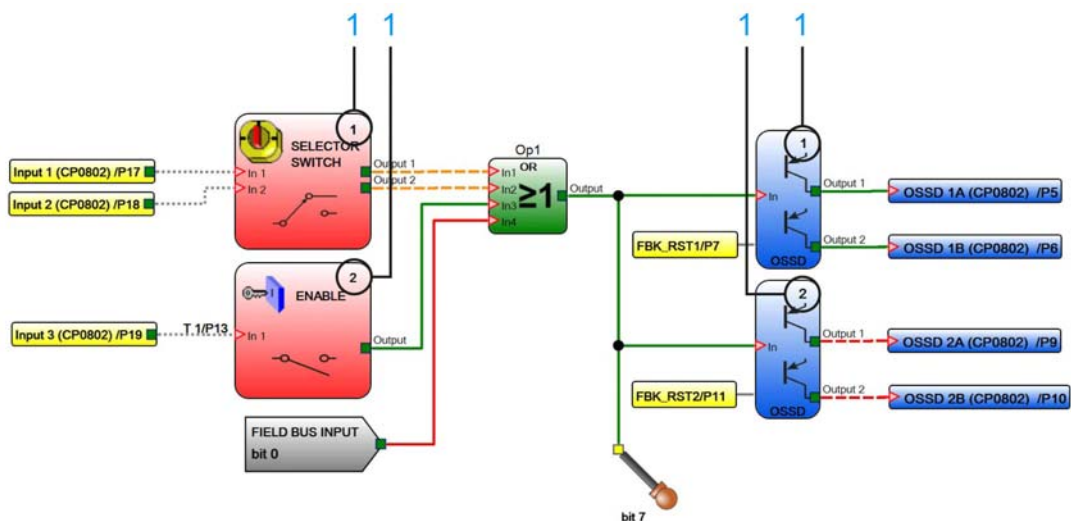 1 1 1 1
1
SELECTOR
SWITCH
Input 1 (CP0802) /P17
In 1
Output 1
Input 2 (CP0802) /P18
In 2
Output 2
Op1
OR
In1
In2
In3
In4
≥1
Output
1
In
Output 1
OSSD 1A (CP0802) /P5
FBK_RST1/P7
Output 2
OSSD 1B (CP0802) /P6
OSSD
2
ENABLE
Input 3 (CP0802) /P19
T 1/P13
In 1
Output
2
In
Output 1
OSSD 2A (CP0802) /P9
FBK_RST2/P11
Output 2
OSSD 2B (CP0802) /P10
OSSD
FIELD BUS INPUT
bit 0
bit 7